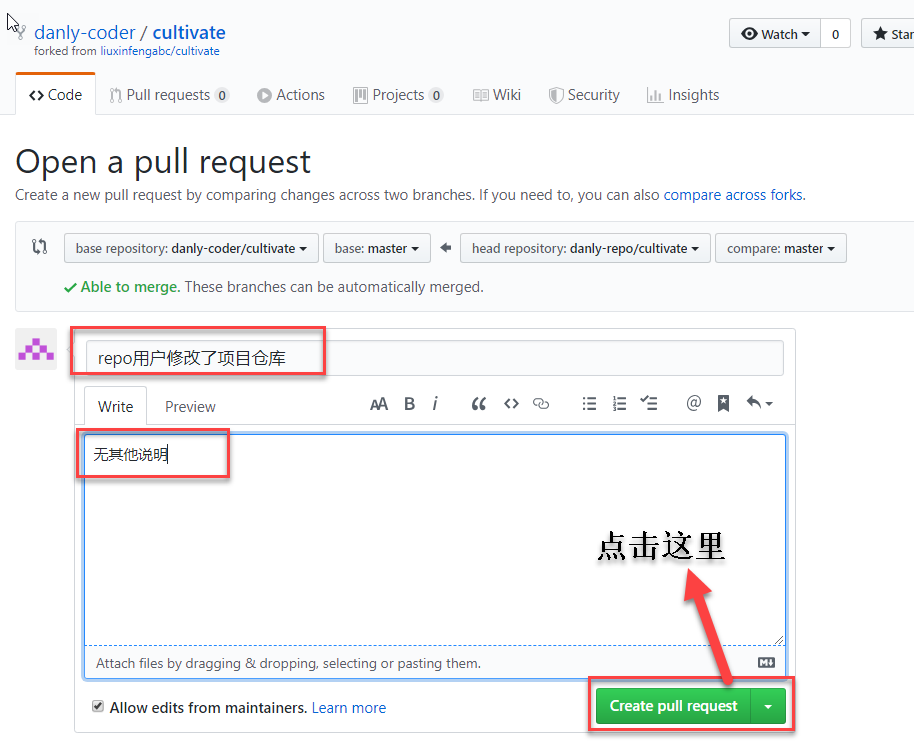 danly-coder / cultivate
forked from liuxinfengabc/cultivate
Watch 0 Star
Code Pull requests 0 Actions Projects 0 Wiki Security Insights
Open a pull request
Create a new pull request by comparing changes across two branches. If you need to, you can also compare across forks.
base repository: danly-coder/cultivate base: master head repository: danly-repo/cultivate compare: master
Able to merge. These branches can be automatically merged.
repo用户修改了项目仓库
Write Preview AA B i @
无其他说明
点击这里
Attach files by dragging & dropping, selecting or pasting them.
Allow edits from maintainers. Learn more
Create pull request